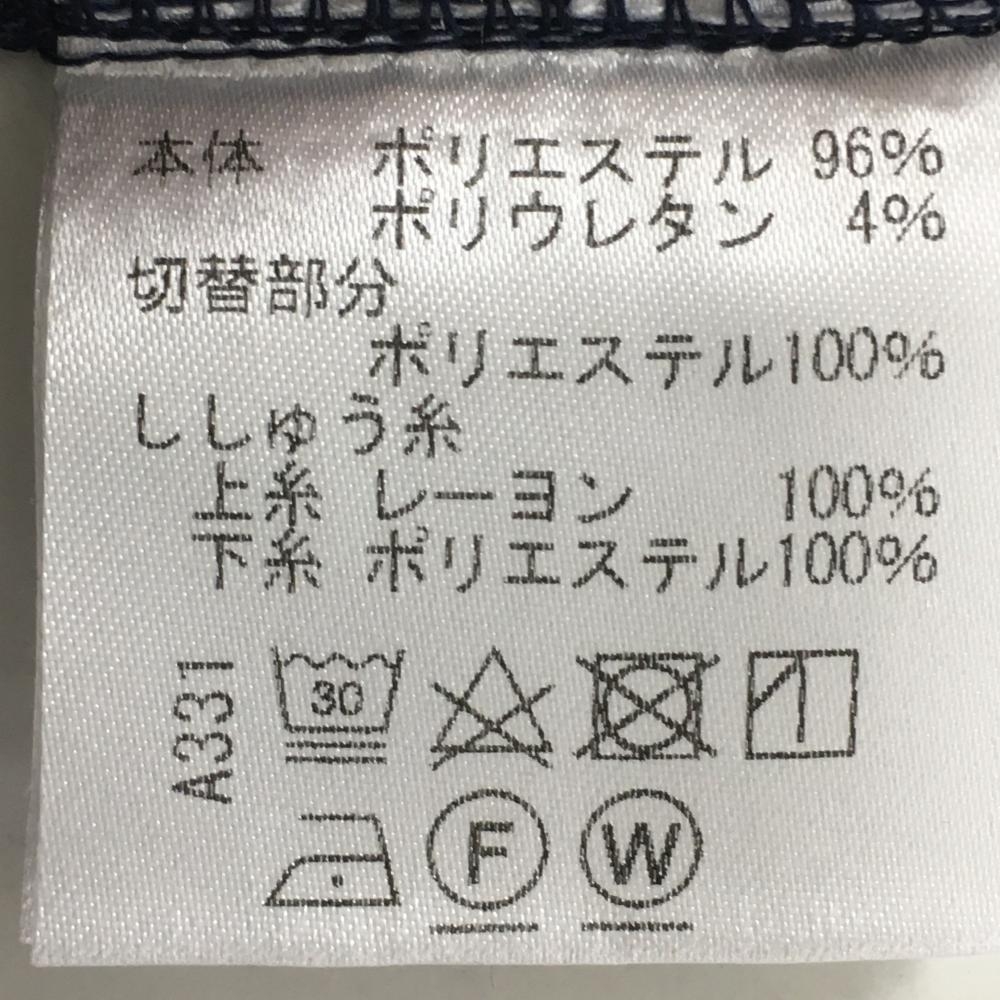 本体 ポリエステル 96%
ポリウレタン 4%
切替部分
ポリエステル100%
ししゅう糸
上糸 レーヨン 100%
下糸 ポリエステル100%
A331
30
F W